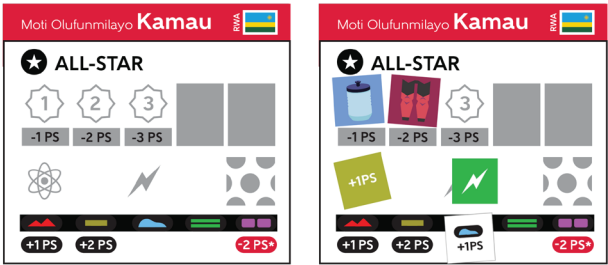 Moti Olufunmilayo Kamau RWA
ALL-STAR
1 2 3
-1 PS -2 PS -3 PS
+1 PS +2 PS -2 PS*
Moti Olufunmilayo Kamau RWA
ALL-STAR
3
-1 PS -2 PS -3 PS
+1PS
+1 PS +2 PS +1PS -2 PS*